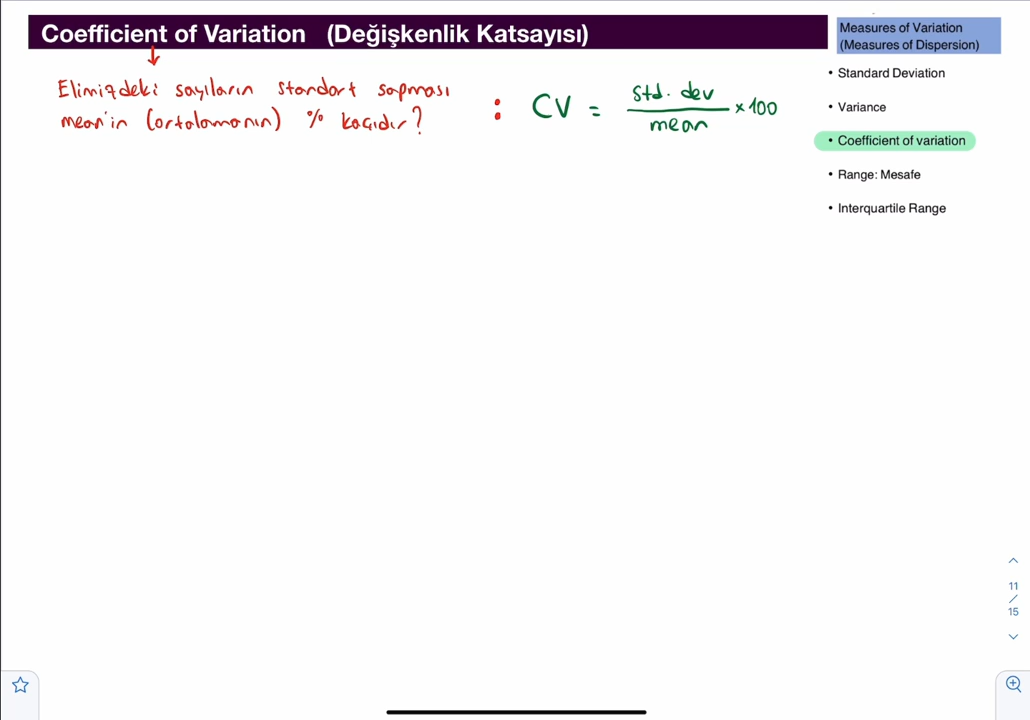 Coefficient of Variation (Değişkenlik Katsayısı)
Elimizdeki sayıların standart sapması
mean'in (ortalamanın) % kaçıdır?
: CV = std. dev / mean × 100
Measures of Variation
(Measures of Dispersion)
• Standard Deviation
• Variance
• Coefficient of variation
• Range: Mesafe
• Interquartile Range
11
/
15